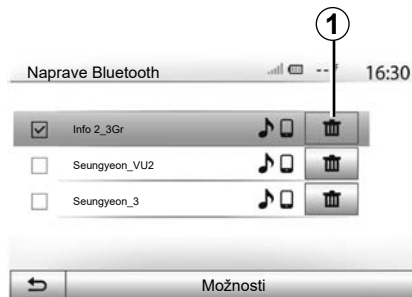 1
Naprave Bluetooth
--°
16:30
Info 2_3Gr
Seungyeon_VU2
Seungyeon_3
Možnosti